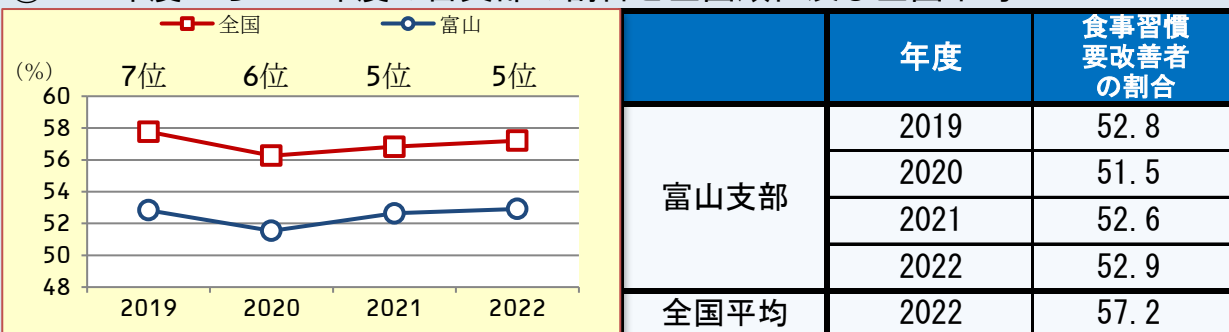 全国 富山
(%) 7位 6位 5位 5位
60
58
56
54
52
50
48
2019 2020 2021 2022
年度 食事習慣要改善者の割合
富山支部 2019 52.8
2020 51.5
2021 52.6
2022 52.9
全国平均 2022 57.2